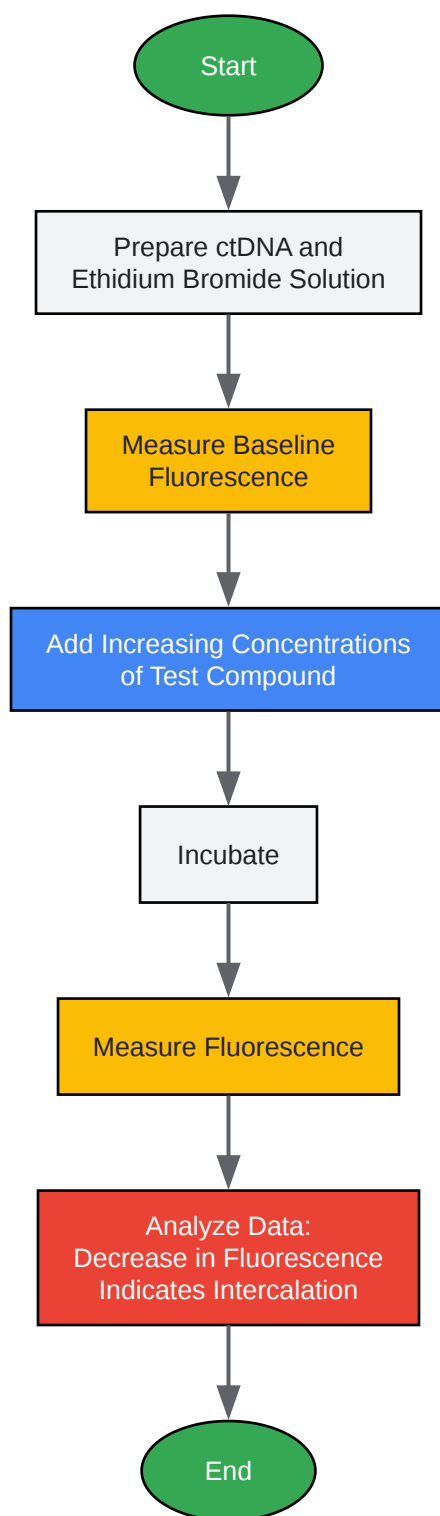 Start
Prepare ctDNA and
Ethidium Bromide Solution
Measure Baseline
Fluorescence
Add Increasing Concentrations
of Test Compound
Incubate
Measure Fluorescence
Analyze Data:
Decrease in Fluorescence
Indicates Intercalation
End